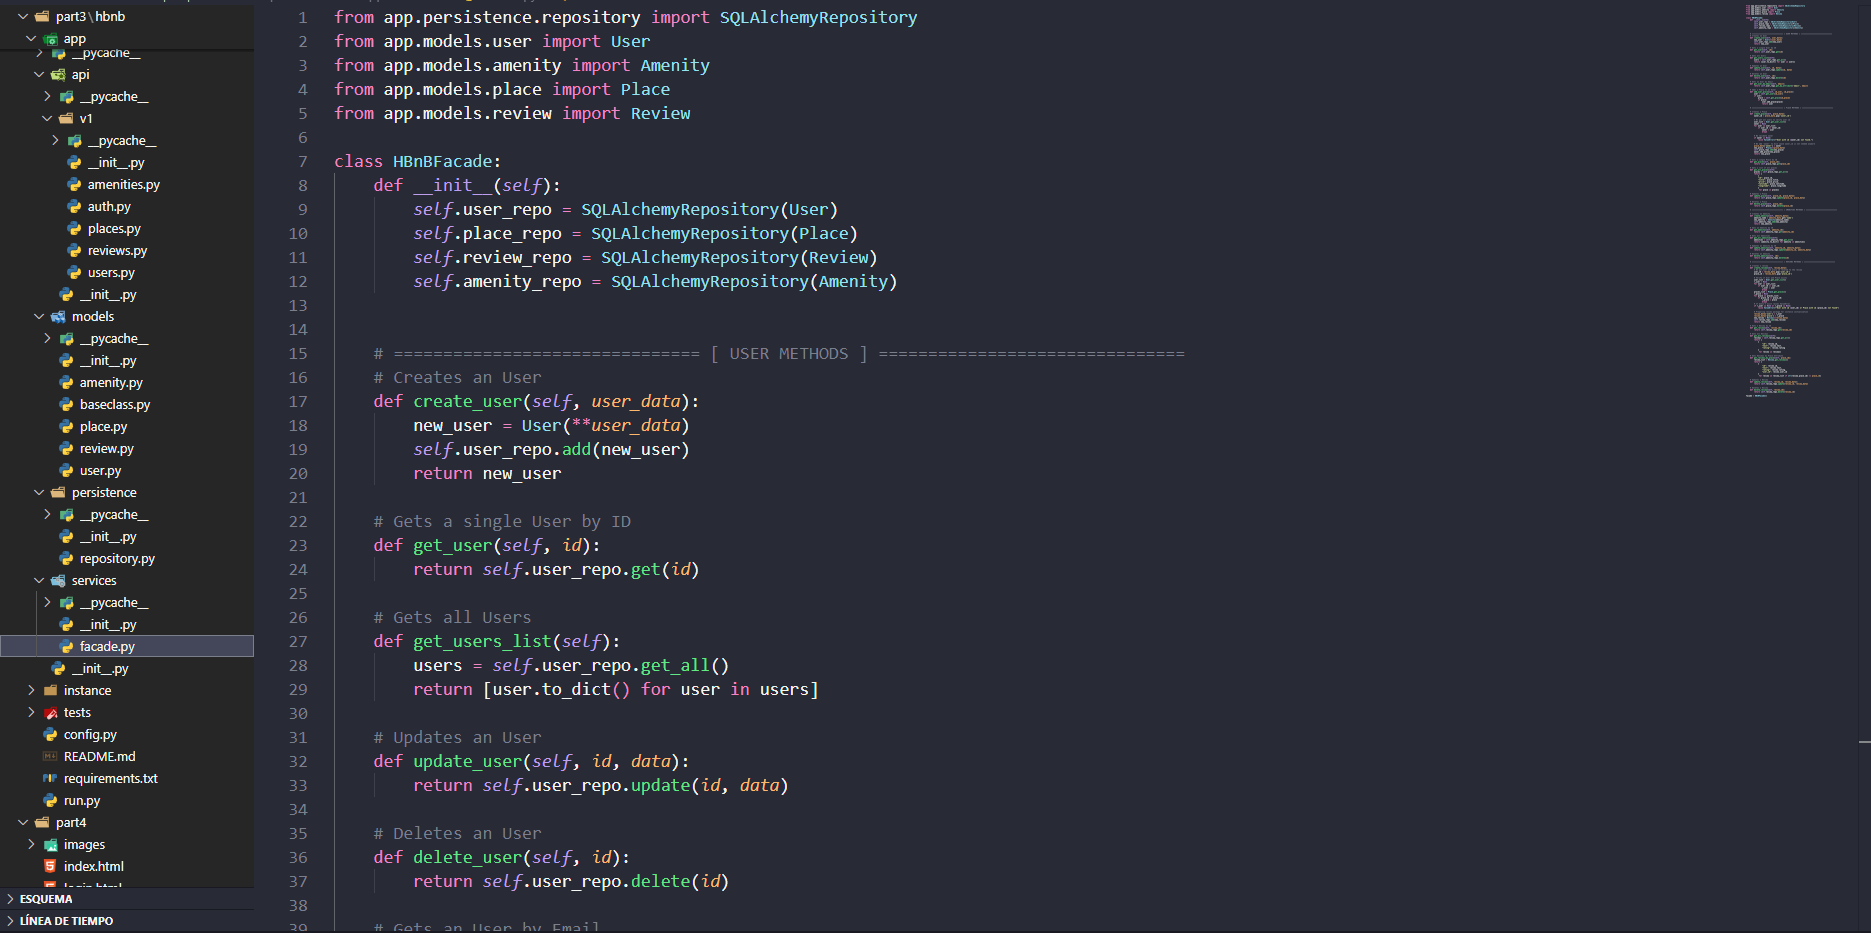 part3\hbnb
app
__pycache__
api
__pycache__
v1
__pycache__
__init__.py
amenities.py
auth.py
places.py
reviews.py
users.py
__init__.py
models
__pycache__
__init__.py
amenity.py
baseclass.py
place.py
review.py
user.py
persistence
__pycache__
__init__.py
repository.py
services
__pycache__
__init__.py
facade.py
__init__.py
instance
tests
config.py
README.md
requirements.txt
run.py
part4
images
index.html
login.html
ESQUEMA
LÍNEA DE TIEMPO
1 from app.persistence.repository import SQLAlchemyRepository
2 from app.models.user import User
3 from app.models.amenity import Amenity
4 from app.models.place import Place
5 from app.models.review import Review
6
7 class HBnBFacade:
8     def __init__(self):
9         self.user_repo = SQLAlchemyRepository(User)
10         self.place_repo = SQLAlchemyRepository(Place)
11         self.review_repo = SQLAlchemyRepository(Review)
12         self.amenity_repo = SQLAlchemyRepository(Amenity)
13
14
15     # =============================== [ USER METHODS ] ===============================
16     # Creates an User
17     def create_user(self, user_data):
18         new_user = User(**user_data)
19         self.user_repo.add(new_user)
20         return new_user
21
22     # Gets a single User by ID
23     def get_user(self, id):
24         return self.user_repo.get(id)
25
26     # Gets all Users
27     def get_users_list(self):
28         users = self.user_repo.get_all()
29         return [user.to_dict() for user in users]
30
31     # Updates an User
32     def update_user(self, id, data):
33         return self.user_repo.update(id, data)
34
35     # Deletes an User
36     def delete_user(self, id):
37         return self.user_repo.delete(id)
38
39     # Gets an User by Email